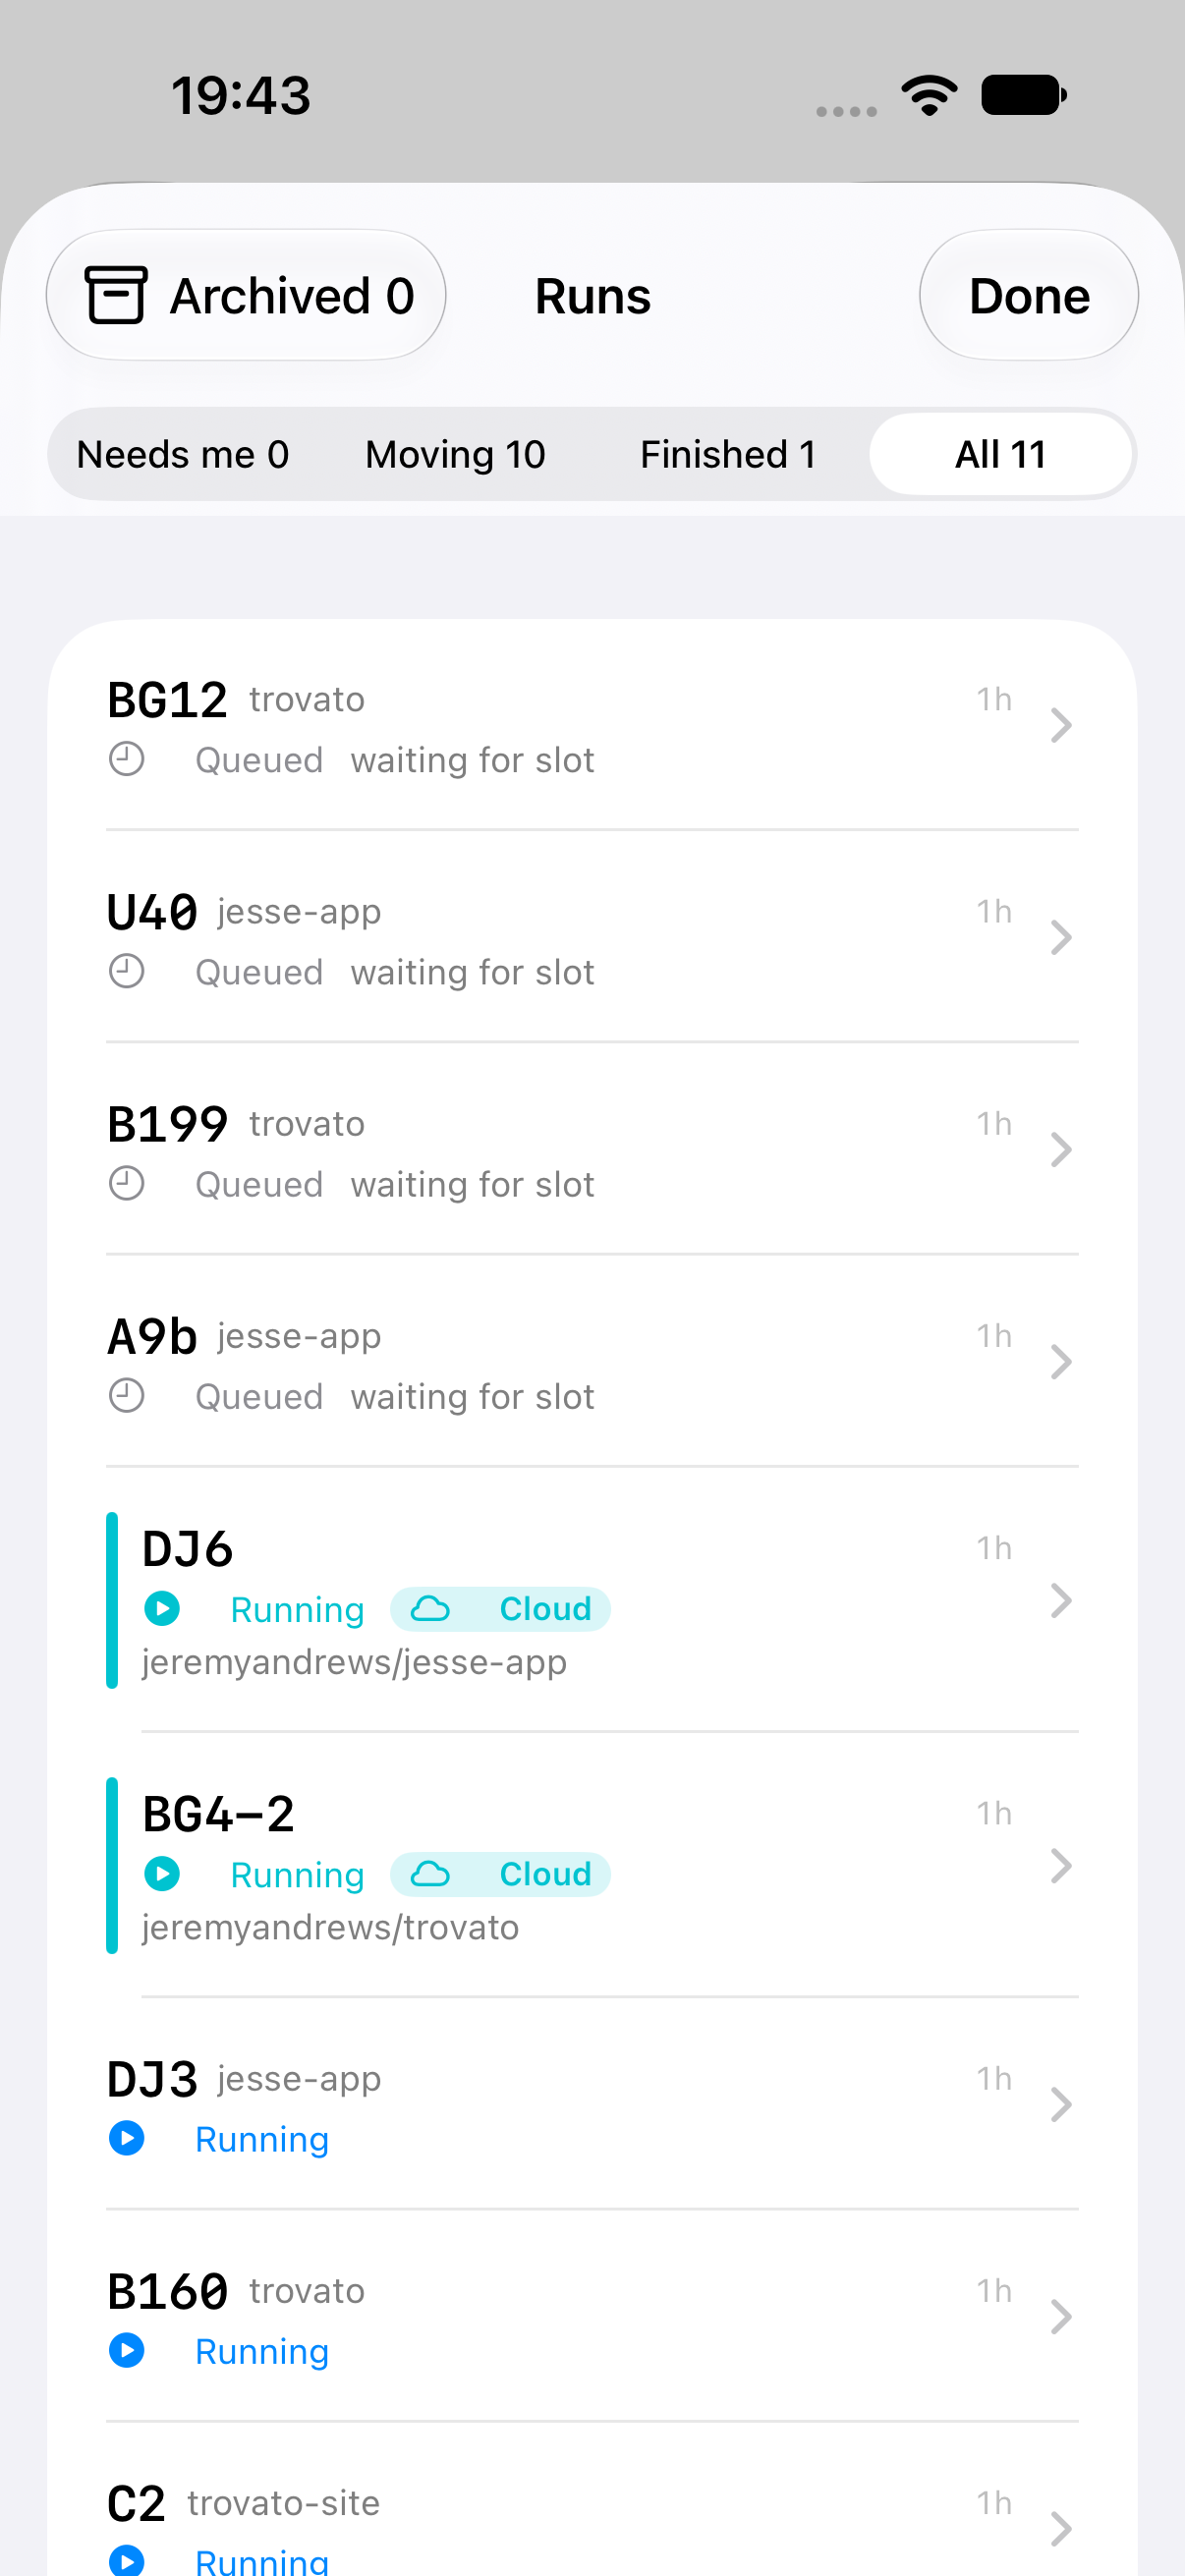 19:43
Archived 0
Runs
Done
Needs me 0
Moving 10
Finished 1
All 11
BG12 trovato 1h
Queued waiting for slot
U40 jesse-app 1h
Queued waiting for slot
B199 trovato 1h
Queued waiting for slot
A9b jesse-app 1h
Queued waiting for slot
DJ6 1h
Running Cloud
jeremyandrews/jesse-app
BG4-2 1h
Running Cloud
jeremyandrews/trovato
DJ3 jesse-app 1h
Running
B160 trovato 1h
Running
C2 trovato-site 1h
Running